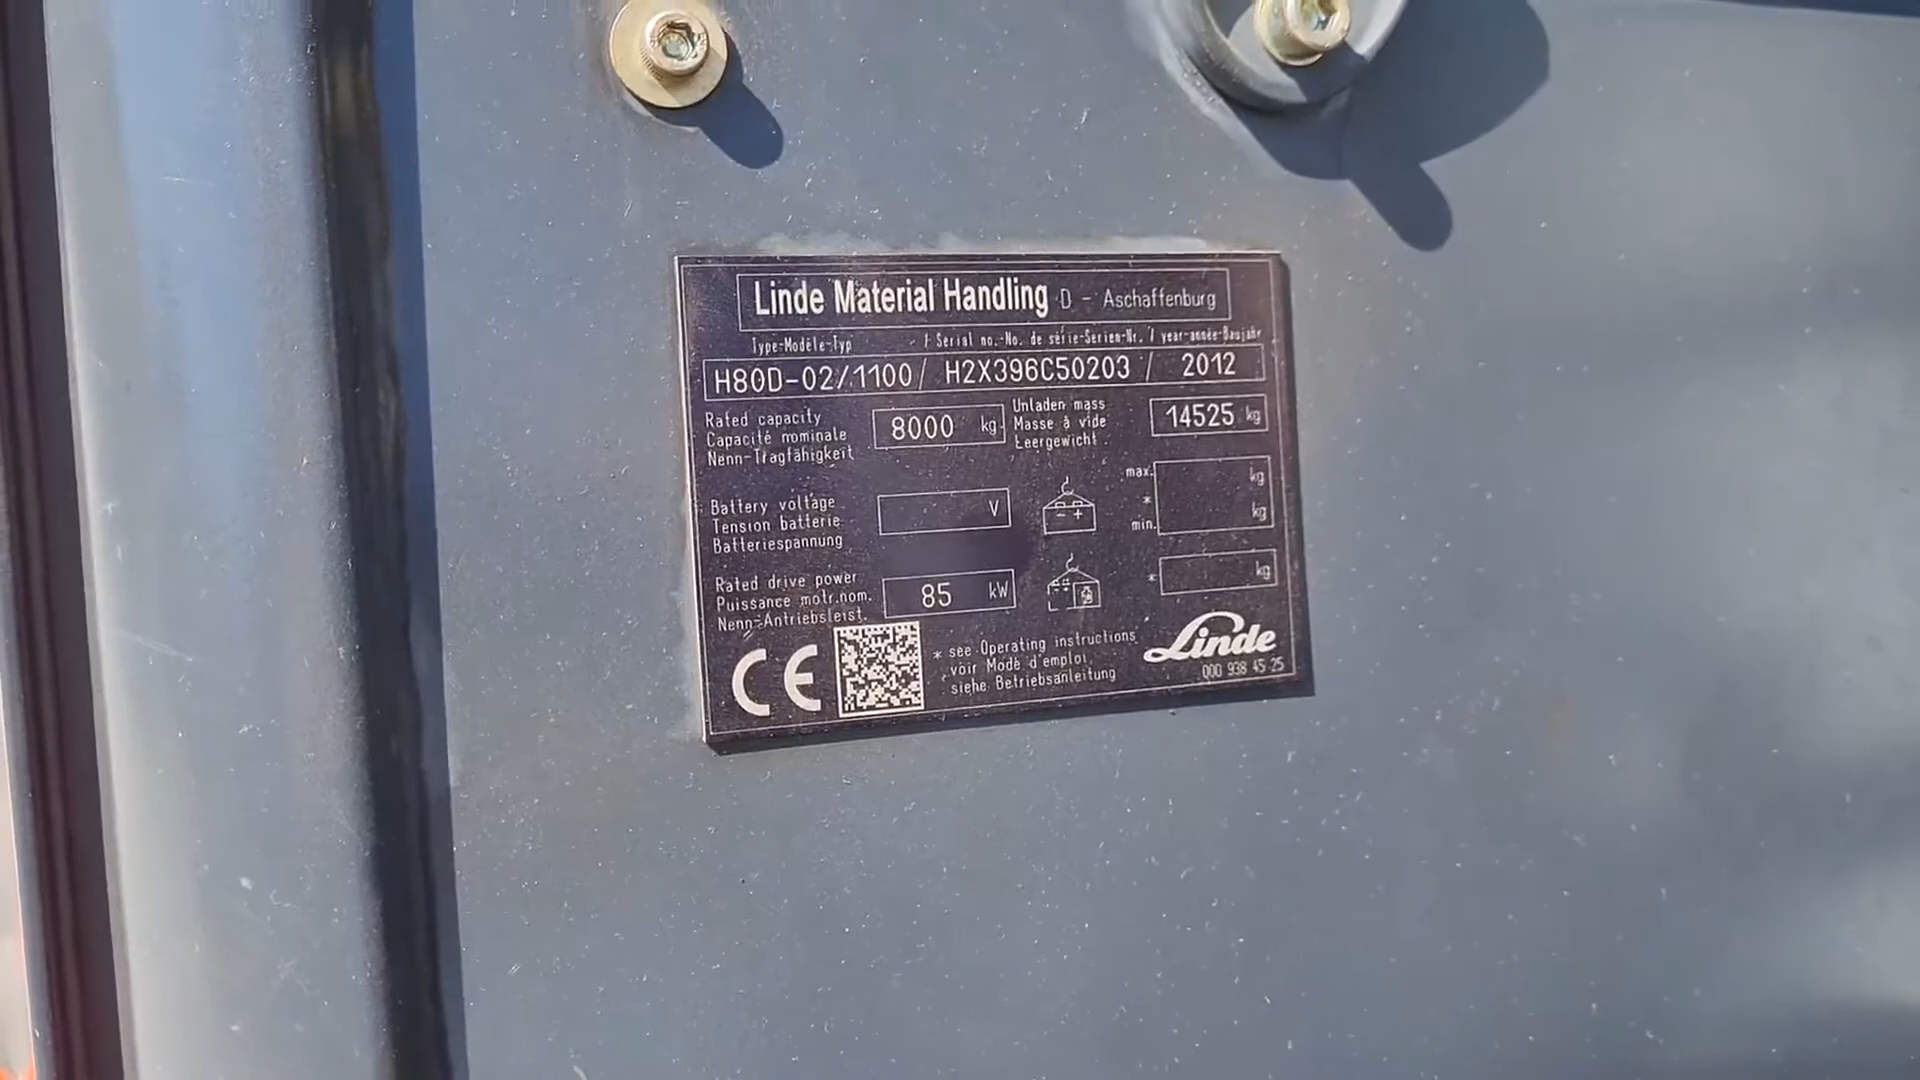 Linde Material Handling D - Aschaffenburg
Type-Modèle-Typ / Serial no.-No. de série-Serien-Nr. / year-année-Baujahr
H80D-02/1100 / H2X396C50203 / 2012
Rated capacity
Capacité nominale
Nenn-Tragfähigkeit
8000 kg
Unladen mass
Masse à vide
Leergewicht
14525 kg
Battery voltage
Tension batterie
Batteriespannung
V
max. kg
*
min. kg
Rated drive power
Puissance motr.nom.
Nenn-Antriebsleist.
85 kW
* kg
CE
* see Operating instructions
voir Mode d'emploi
siehe Betriebsanleitung
Linde
000 938 45 25